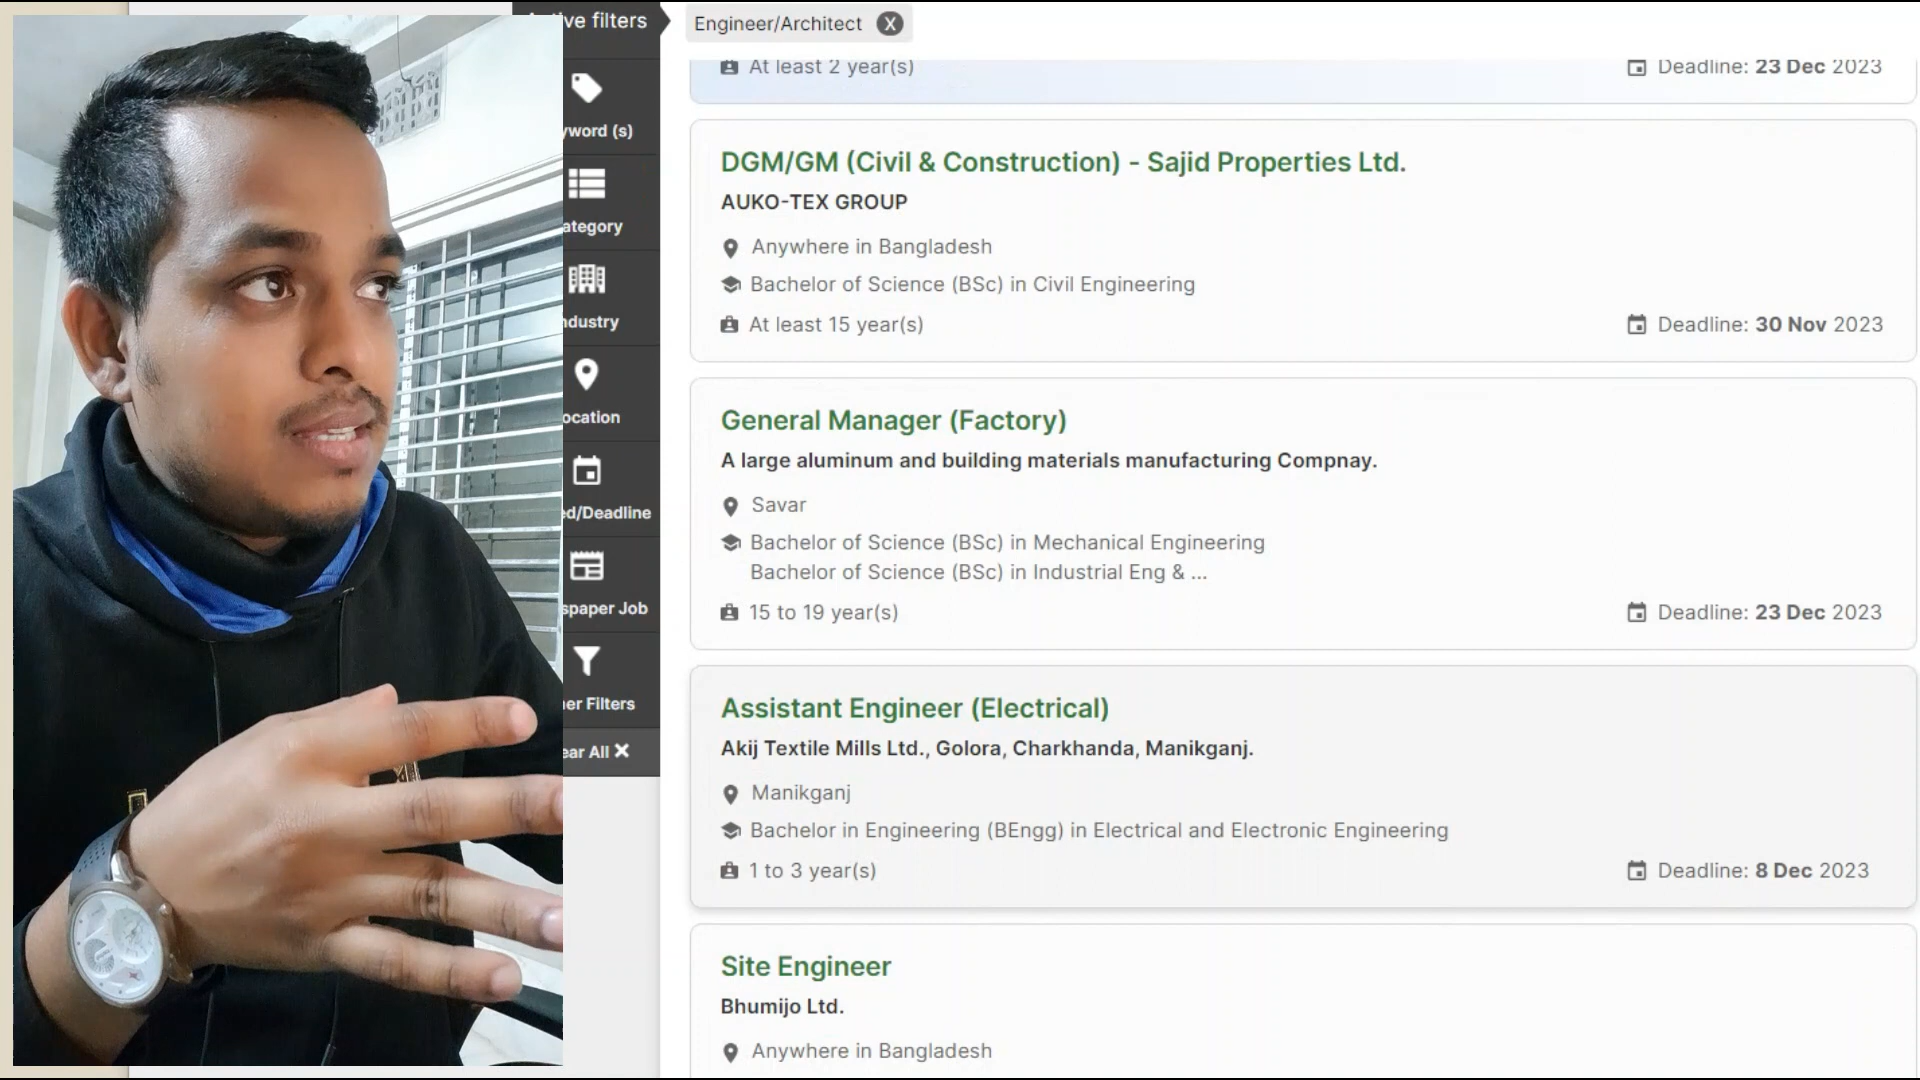 ive filters
yword (s)
ategory
ndustry
ocation
ed/Deadline
spaper Job
er Filters
ear All ×
Engineer/Architect X
At least 2 year(s)
Deadline: 23 Dec 2023
DGM/GM (Civil & Construction) - Sajid Properties Ltd.
AUKO-TEX GROUP
Anywhere in Bangladesh
Bachelor of Science (BSc) in Civil Engineering
At least 15 year(s)
Deadline: 30 Nov 2023
General Manager (Factory)
A large aluminum and building materials manufacturing Compnay.
Savar
Bachelor of Science (BSc) in Mechanical Engineering
Bachelor of Science (BSc) in Industrial Eng & ...
15 to 19 year(s)
Deadline: 23 Dec 2023
Assistant Engineer (Electrical)
Akij Textile Mills Ltd., Golora, Charkhanda, Manikganj.
Manikganj
Bachelor in Engineering (BEngg) in Electrical and Electronic Engineering
1 to 3 year(s)
Deadline: 8 Dec 2023
Site Engineer
Bhumijo Ltd.
Anywhere in Bangladesh